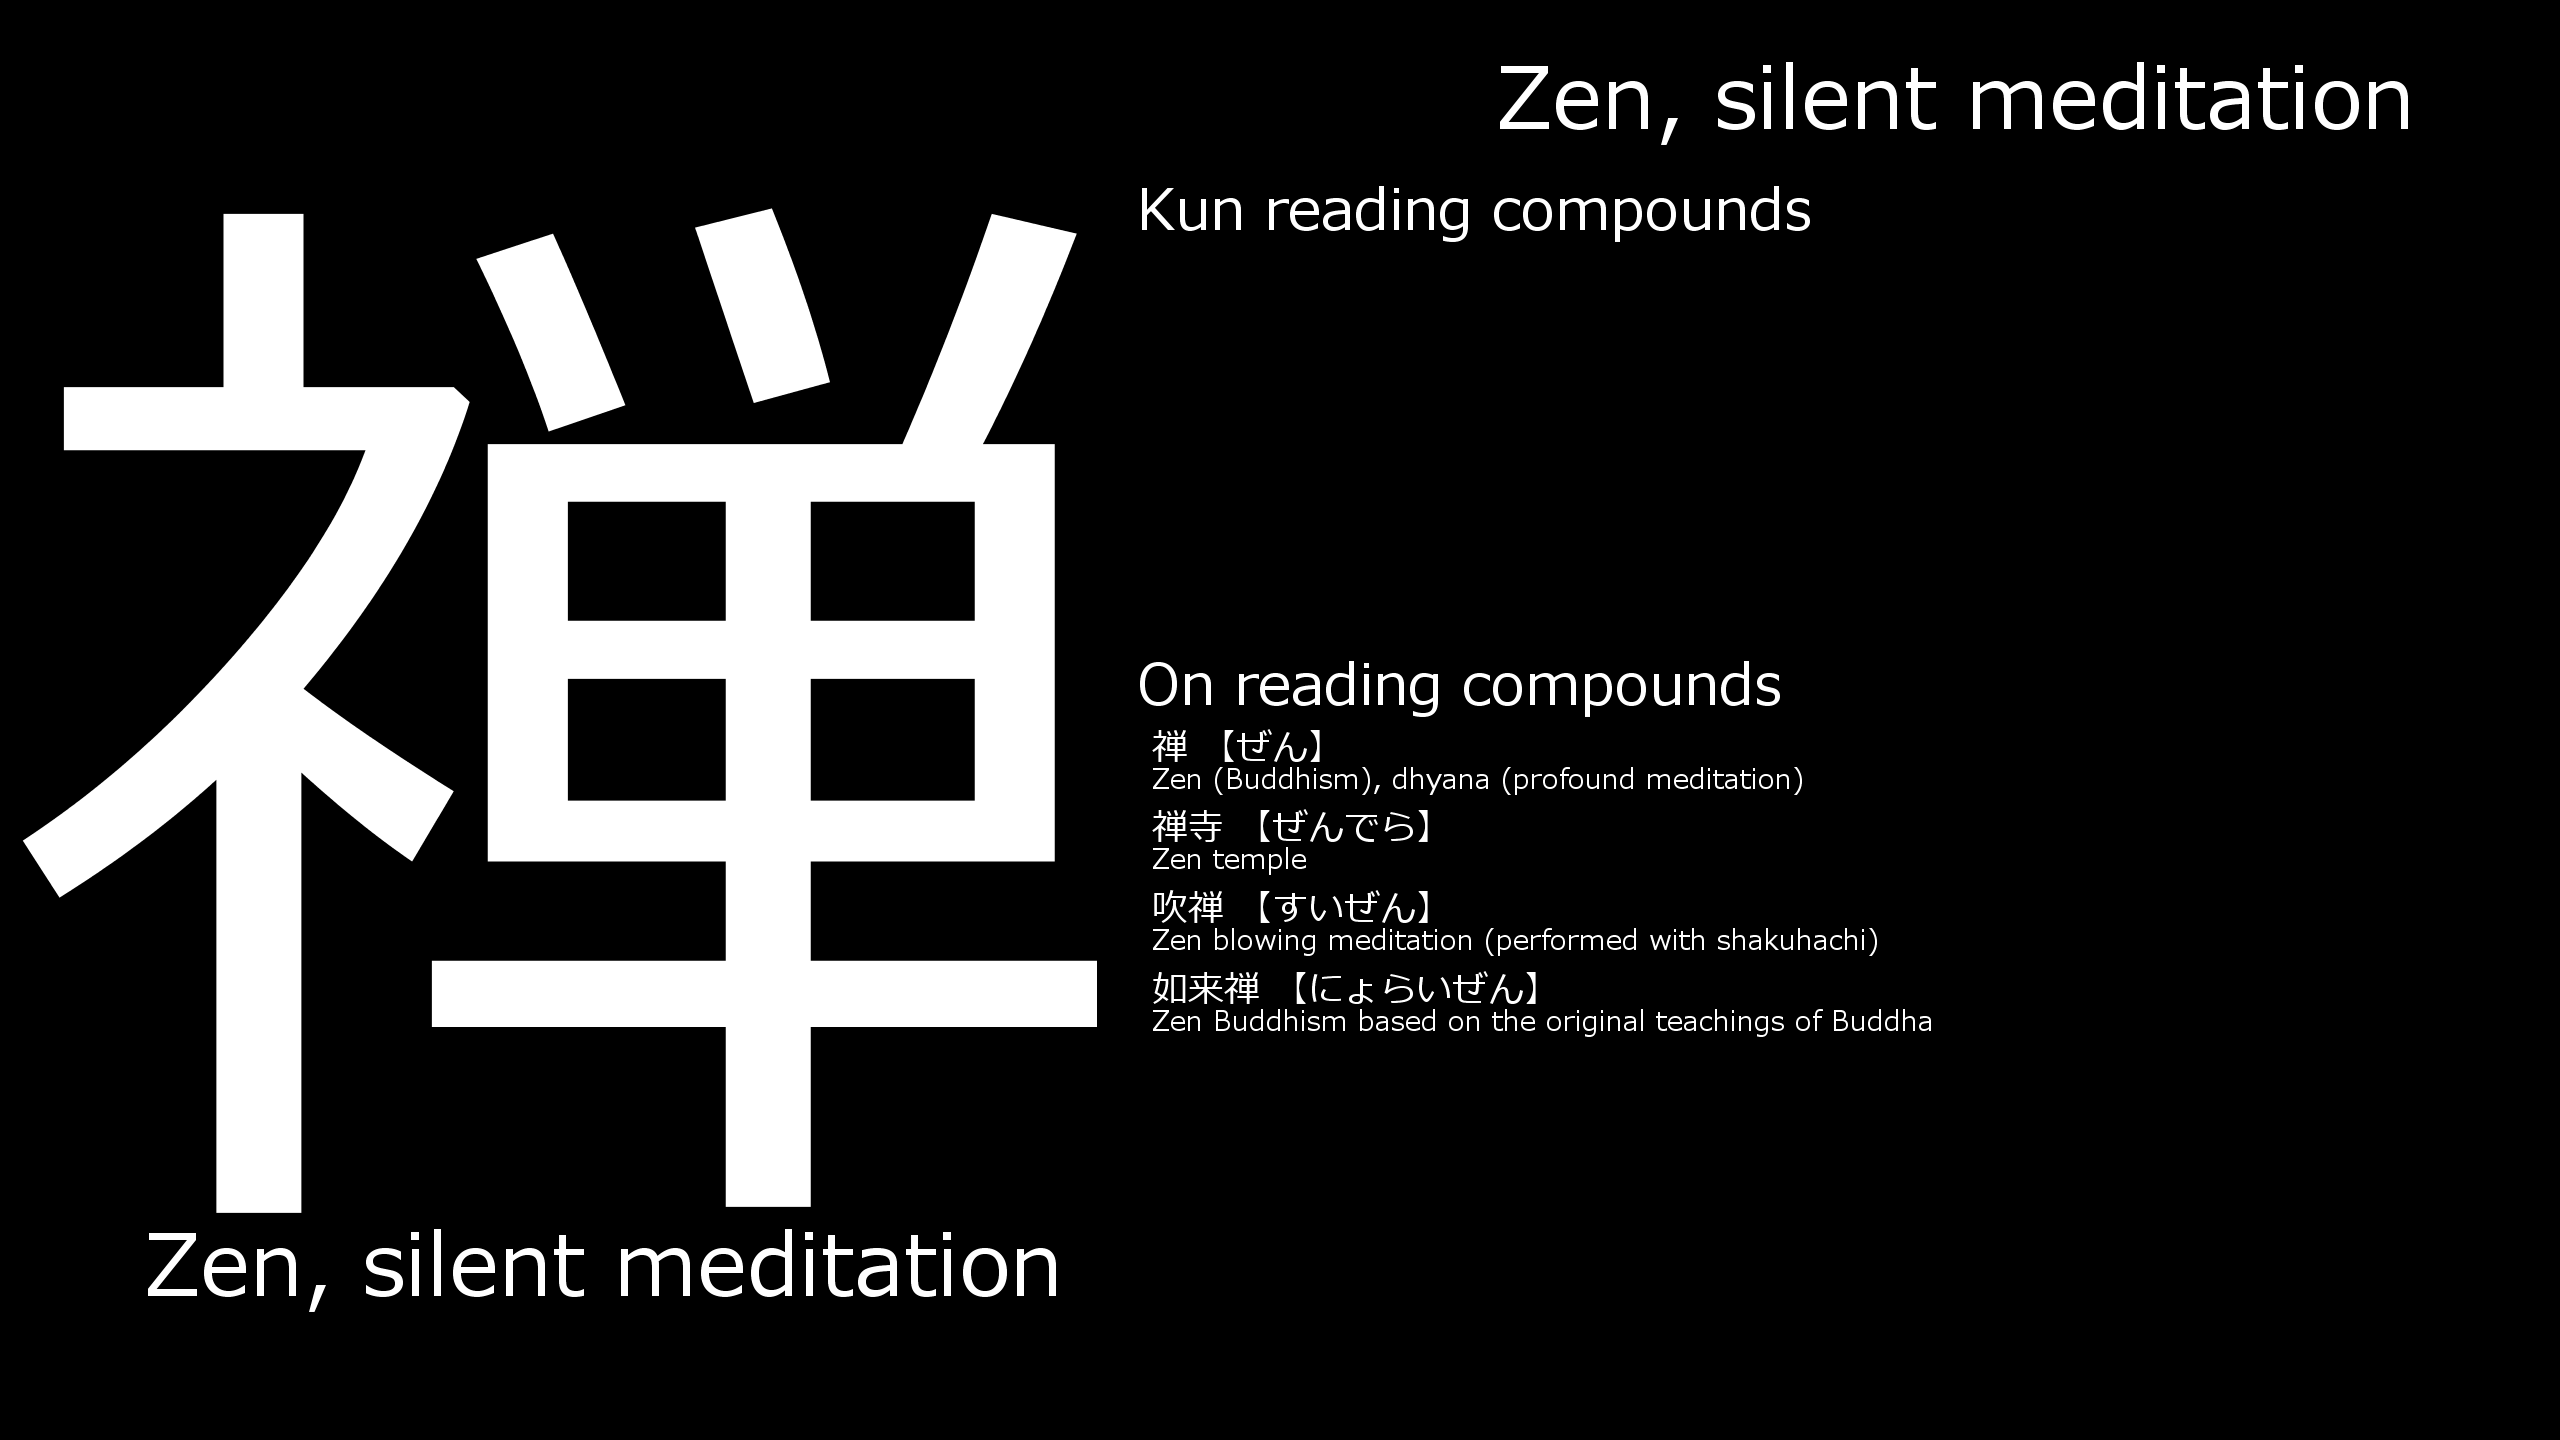 禅
Zen, silent meditation
Zen, silent meditation
Kun reading compounds
On reading compounds
禅 【ぜん】
Zen (Buddhism), dhyana (profound meditation)
禅寺 【ぜんでら】
Zen temple
吹禅 【すいぜん】
Zen blowing meditation (performed with shakuhachi)
如来禅 【にょらいぜん】
Zen Buddhism based on the original teachings of Buddha